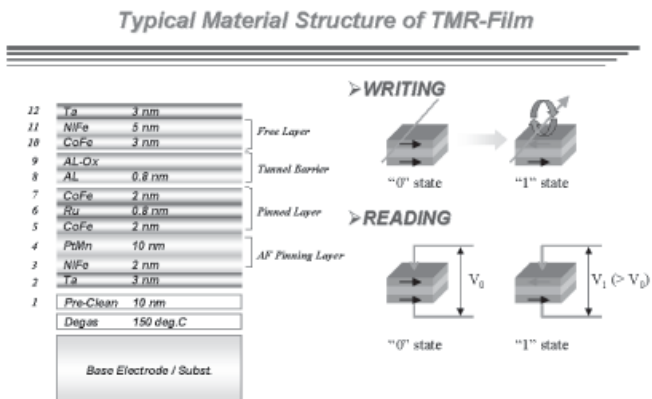 Typical Material Structure of TMR-Film
12 Ta 3 nm
11 NiFe 5 nm
10 CoFe 3 nm
Free Layer
9 AL-Ox
8 AL 0.8 nm
Tunnel Barrier
7 CoFe 2 nm
6 Ru 0.8 nm
5 CoFe 2 nm
Pinned Layer
4 PtMn 10 nm
3 NiFe 2 nm
AF Pinning Layer
2 Ta 3 nm
1 Pre-Clean 10 nm
Degas 150 deg.C
Base Electrode / Subst.
➢WRITING
"0" state
"1" state
➢READING
V0
V1 (> V0)
"0" state
"1" state